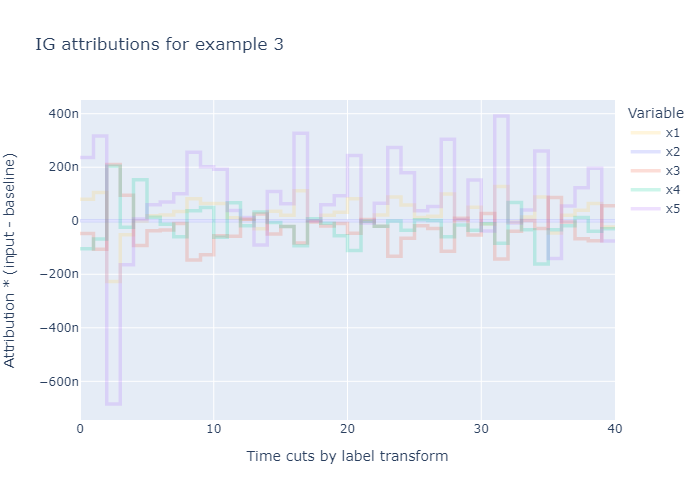 IG attributions for example 3
400n
200n
0
−200n
−400n
−600n
0 10 20 30 40
Time cuts by label transform
Attribution * (input - baseline)
Variable
x1
x2
x3
x4
x5